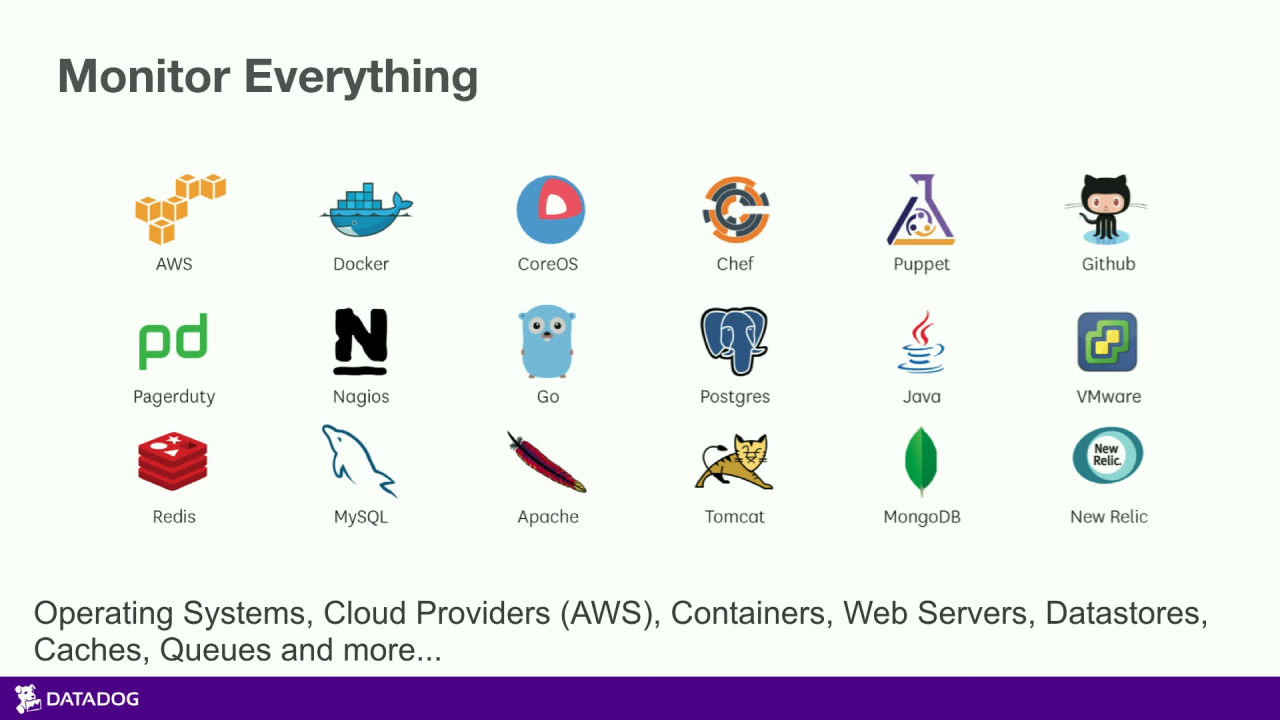 Monitor Everything
AWS Docker CoreOS Chef Puppet Github
pd N
Pagerduty Nagios Go Postgres Java VMware
New Relic.
Redis MySQL Apache Tomcat MongoDB New Relic
Operating Systems, Cloud Providers (AWS), Containers, Web Servers, Datastores,
Caches, Queues and more...
DATADOG